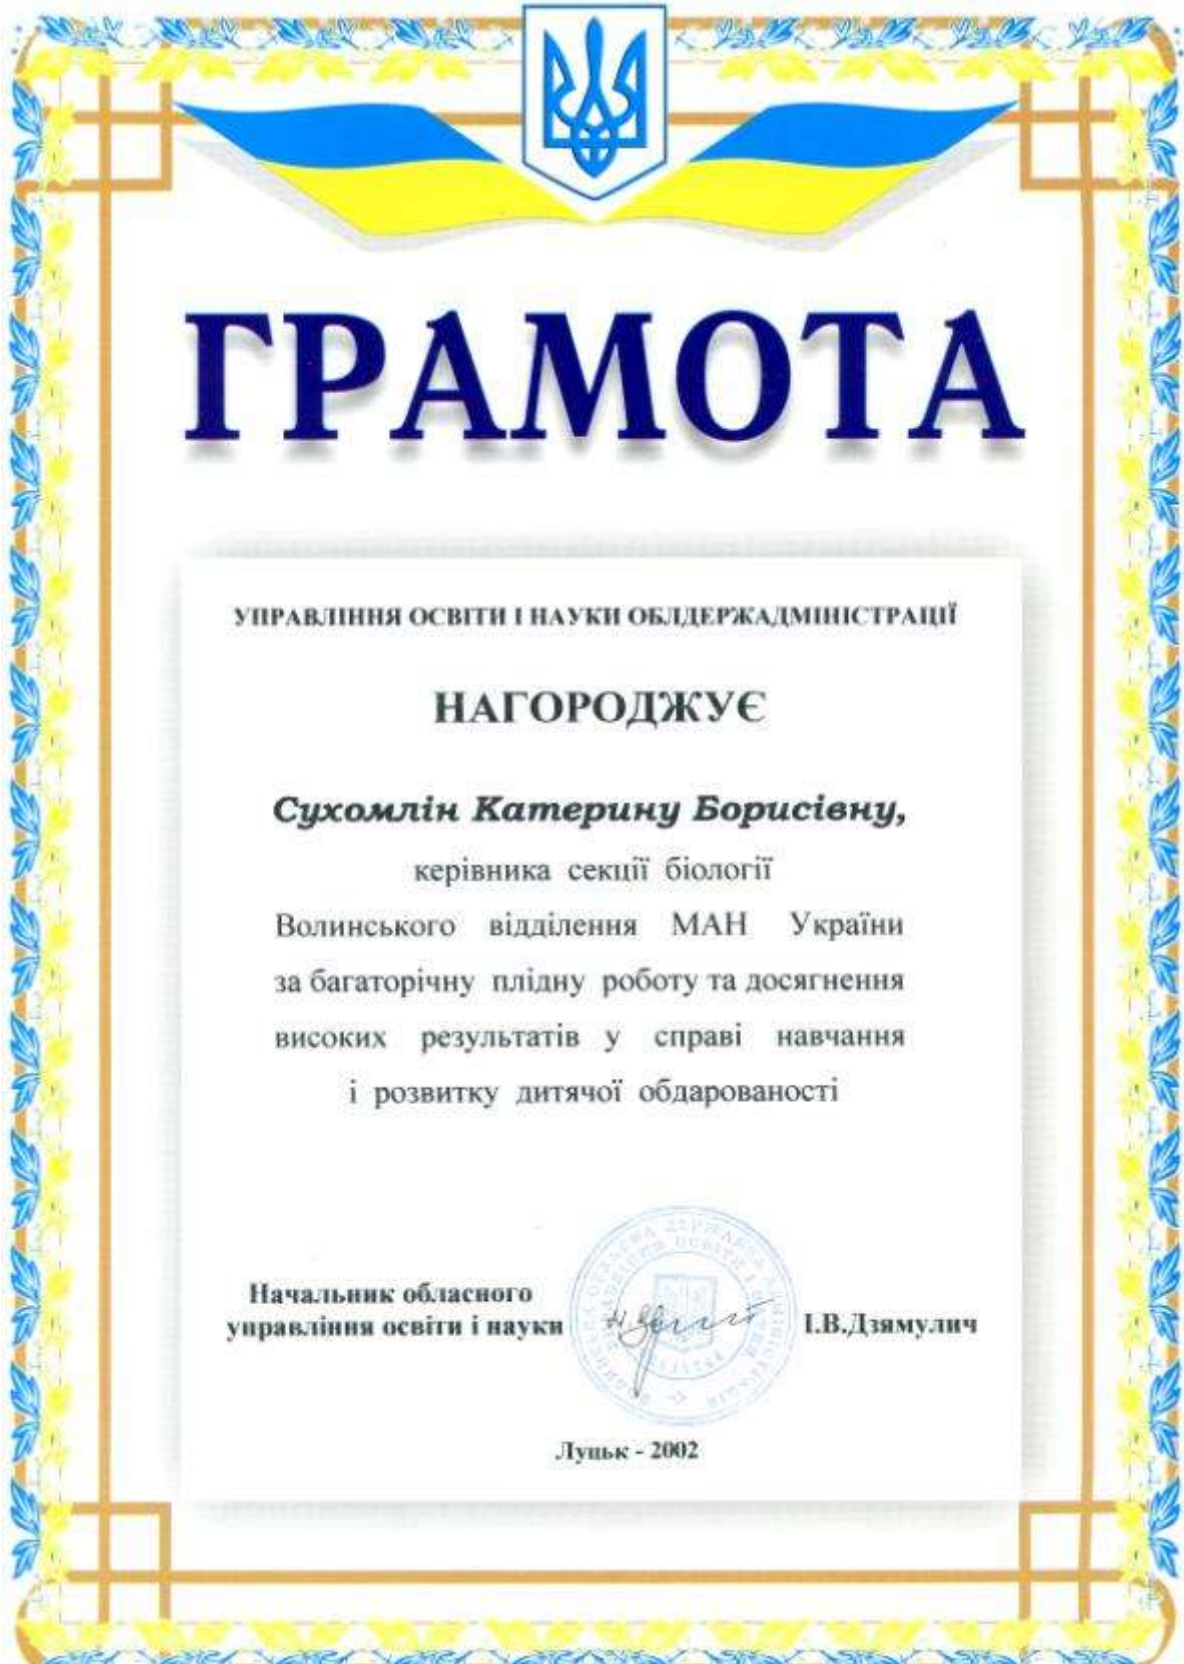 ГРАМОТА
УПРАВЛІННЯ ОСВІТИ І НАУКИ ОБЛДЕРЖАДМІНІСТРАЦІЇ
НАГОРОДЖУЄ
Сухомлін Катерину Борисівну,
керівника секції біології
Волинського відділення МАН України
за багаторічну плідну роботу та досягнення
високих результатів у справі навчання
і розвитку дитячої обдарованості
Начальник обласного
управління освіти і науки
І.В.Дзямулич
Луцьк - 2002